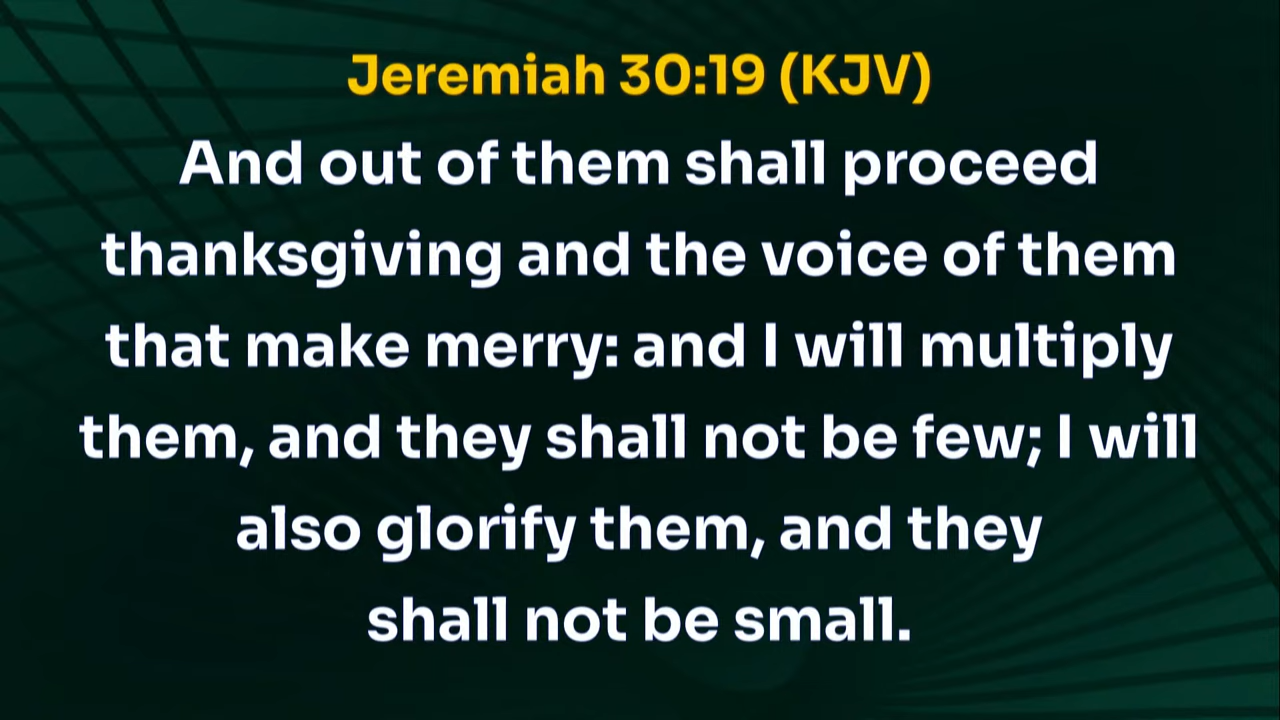 Jeremiah 30:19 (KJV)
And out of them shall proceed
thanksgiving and the voice of them
that make merry: and I will multiply
them, and they shall not be few; I will
also glorify them, and they
shall not be small.